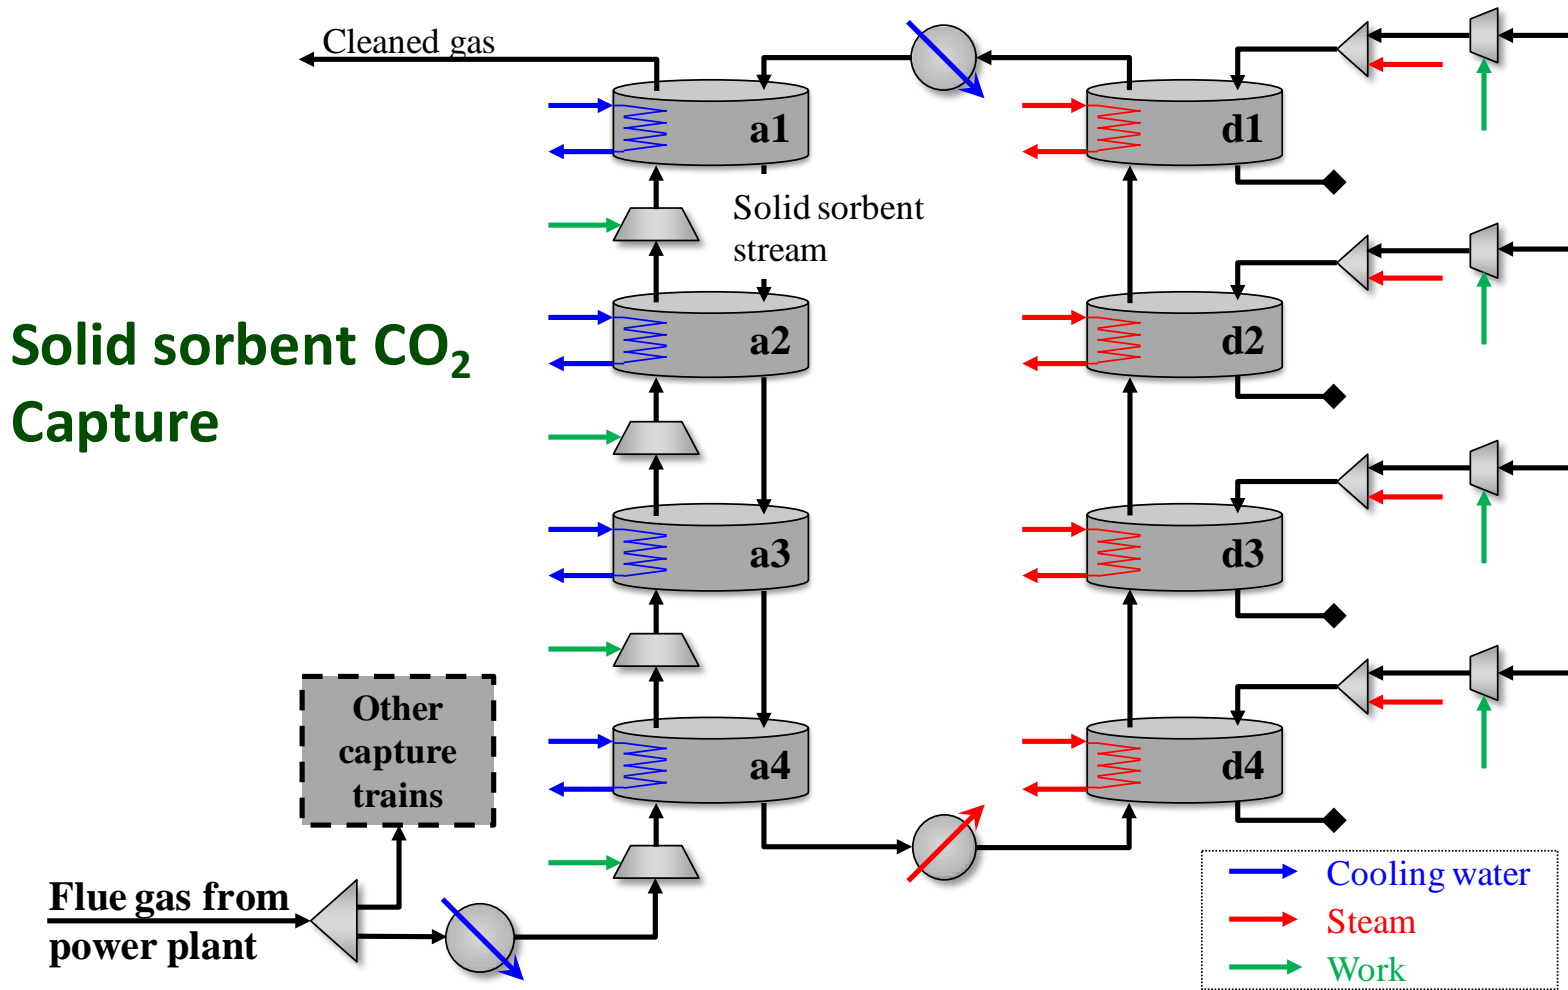 Cleaned gas
a1
d1
Solid sorbent
stream
Solid sorbent CO₂
Capture
a2
d2
a3
d3
Other
capture
trains
a4
d4
Flue gas from
power plant
Cooling water
Steam
Work